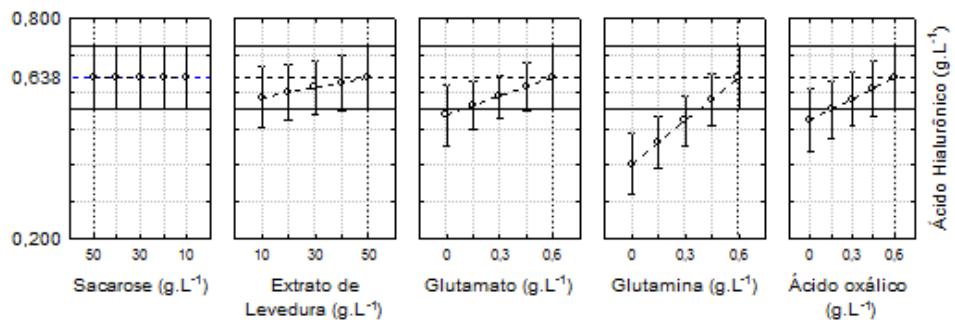 0,800
0,638
0,200
50 30 10
10 30 50
0 0,3 0,6
0 0,3 0,6
0 0,3 0,6
Sacarose (g.L⁻¹)
Extrato de
Levedura (g.L⁻¹)
Glutamato (g.L⁻¹)
Glutamina (g.L⁻¹)
Ácido oxálico
(g.L⁻¹)
Ácido Hialurônico (g.L⁻¹)